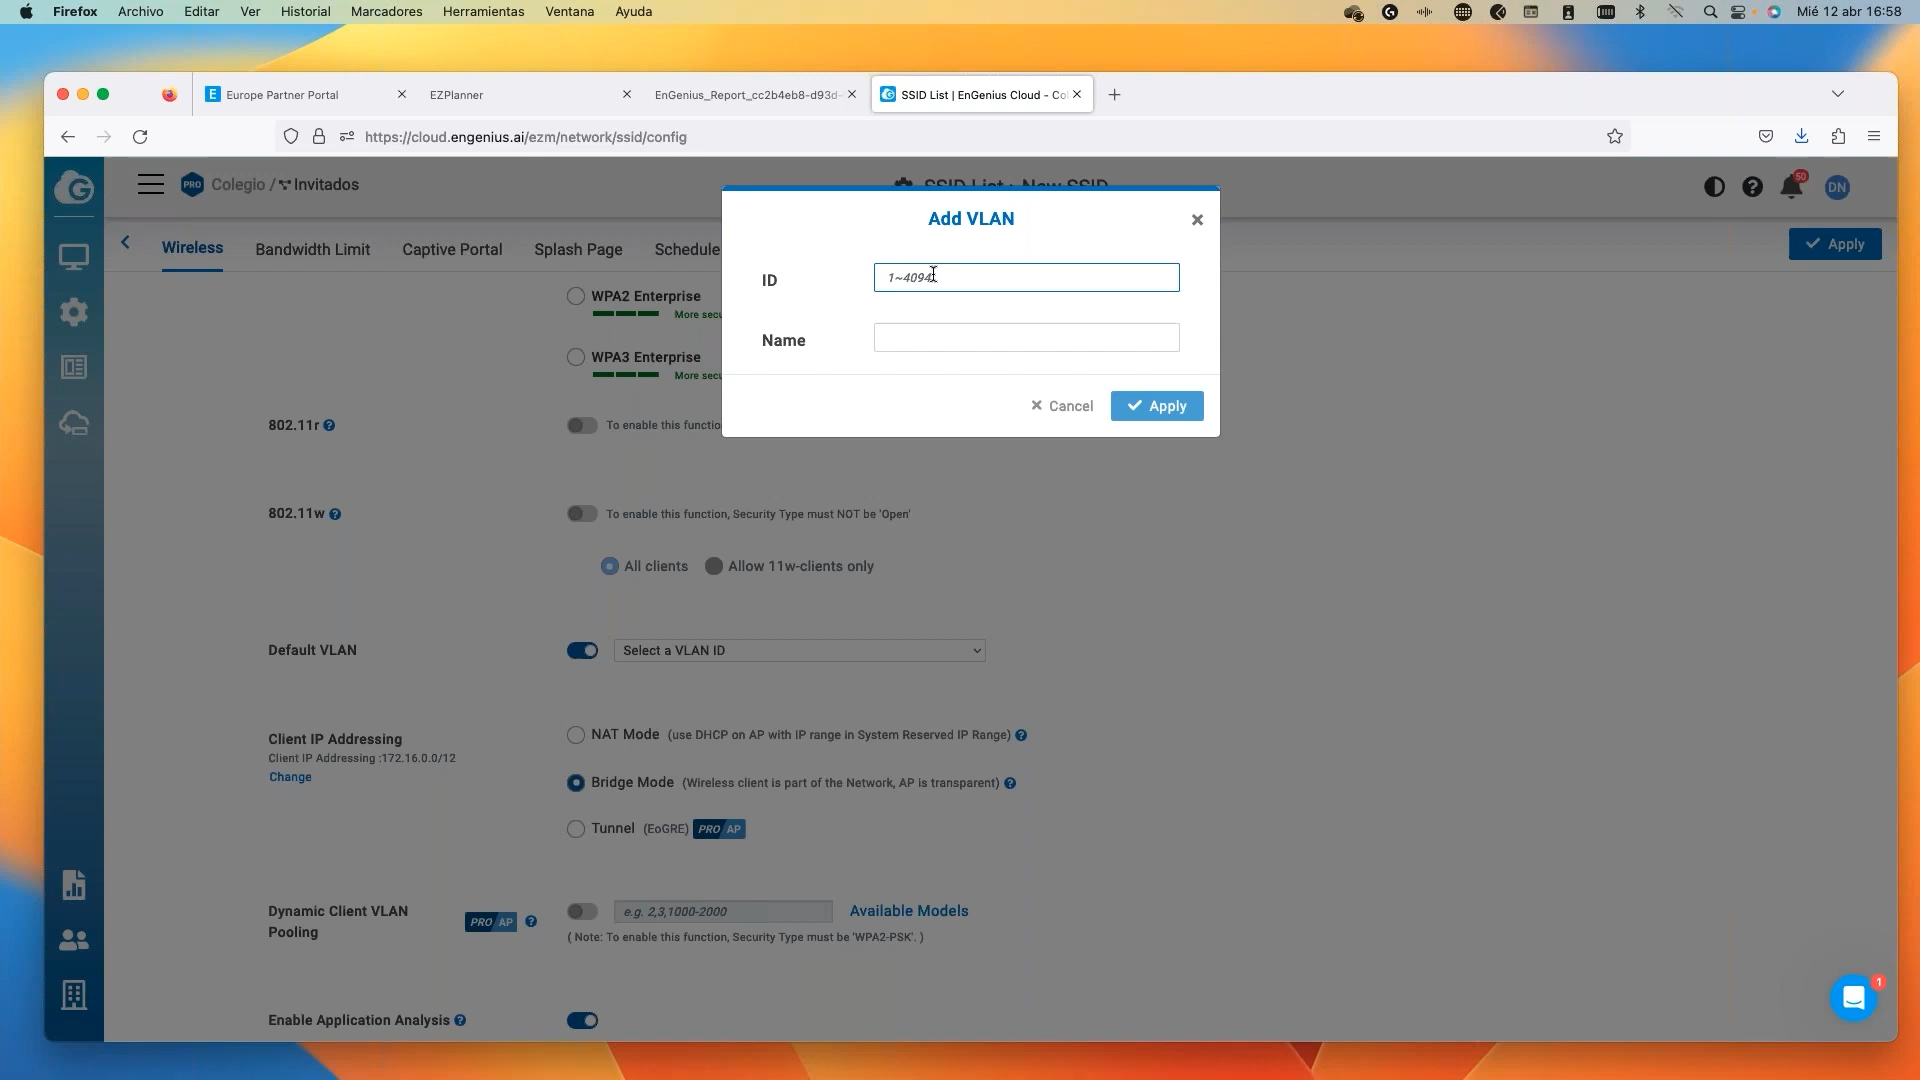 Firefox Archivo Editar Ver Historial Marcadores Herramientas Ventana Ayuda Mié 12 abr 16:58
Europe Partner Portal EZPlanner EnGenius_Report_cc2b4eb8-d93d- SSID List | EnGenius Cloud - Co
https://cloud.engenius.ai/ezm/network/ssid/config
PRO Colegio / Invitados SSID List : New SSID 50 DN
Wireless Bandwidth Limit Captive Portal Splash Page Schedule Apply
Add VLAN
ID 1~4094
Name
Cancel Apply
WPA2 Enterprise
More secu
WPA3 Enterprise
More secu
802.11r To enable this functio
802.11w To enable this function, Security Type must NOT be 'Open'
All clients Allow 11w-clients only
Default VLAN Select a VLAN ID
Client IP Addressing NAT Mode (use DHCP on AP with IP range in System Reserved IP Range)
Client IP Addressing :172.16.0.0/12
Change
Bridge Mode (Wireless client is part of the Network, AP is transparent)
Tunnel (EoGRE) PRO AP
Dynamic Client VLAN Pooling PRO AP e.g. 2,3,1000-2000 Available Models
( Note: To enable this function, Security Type must be 'WPA2-PSK'. )
Enable Application Analysis
1